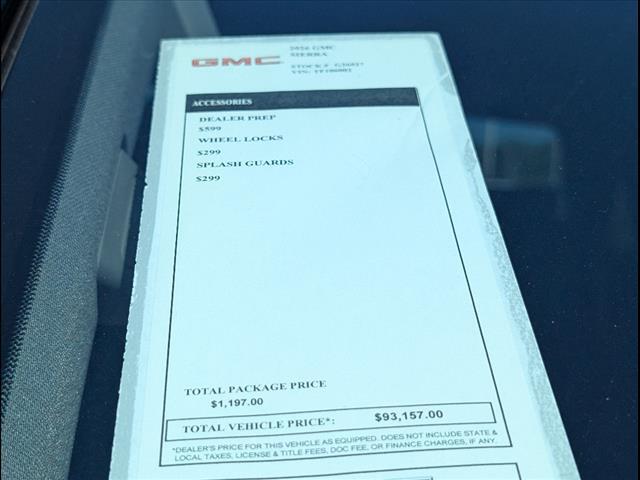 GMC
2026 GMC
SIERRA
STOCK #
VIN:
ACCESSORIES
DEALER PREP
$599
WHEEL LOCKS
$299
SPLASH GUARDS
$299
TOTAL PACKAGE PRICE
$1,197.00
TOTAL VEHICLE PRICE*: $93,157.00
*DEALER'S PRICE FOR THIS VEHICLE AS EQUIPPED. DOES NOT INCLUDE STATE &
LOCAL TAXES, LICENSE & TITLE FEES, DOC FEE, OR FINANCE CHARGES, IF ANY.